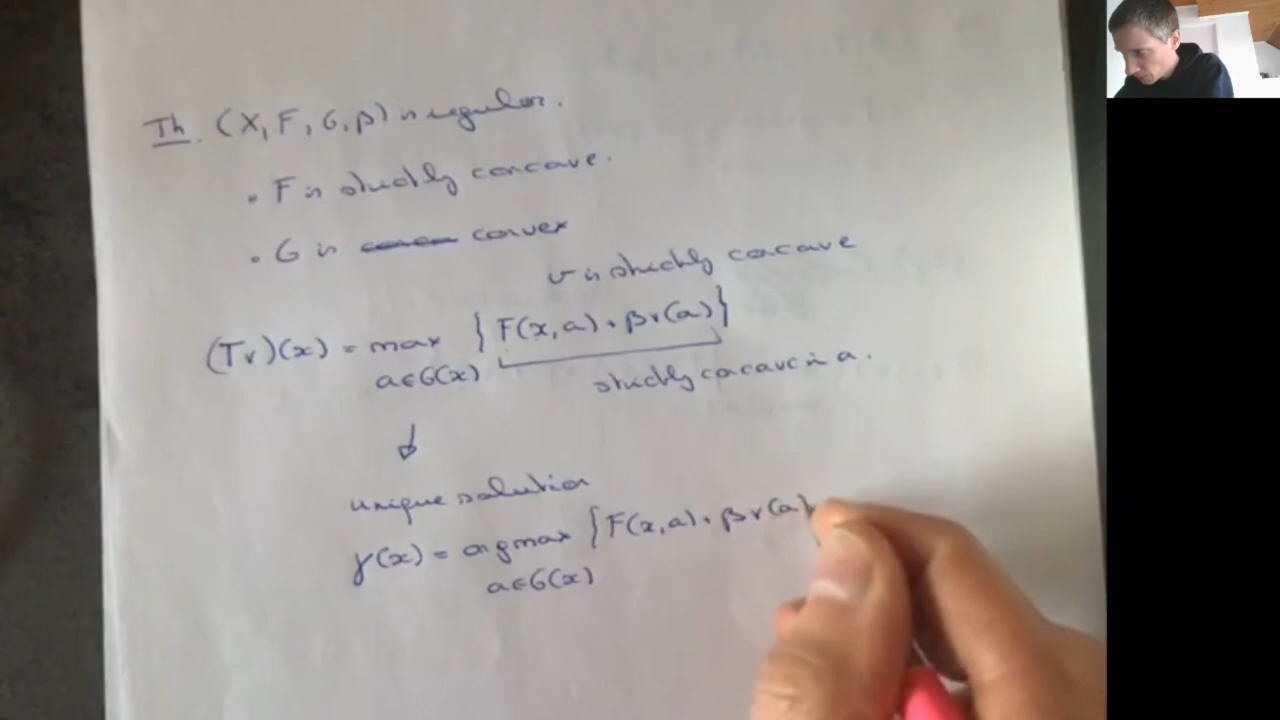 Th. (X, F, G, β) is regular.
• F is strictly concave.
• G is convex
v is strictly concave
(Tv)(x) = max { F(x, a) + βv(a) }
a∈G(x)
strictly concave in a.
↓
unique solution
γ(x) = argmax { F(x, a) + βv(a)
a∈G(x)